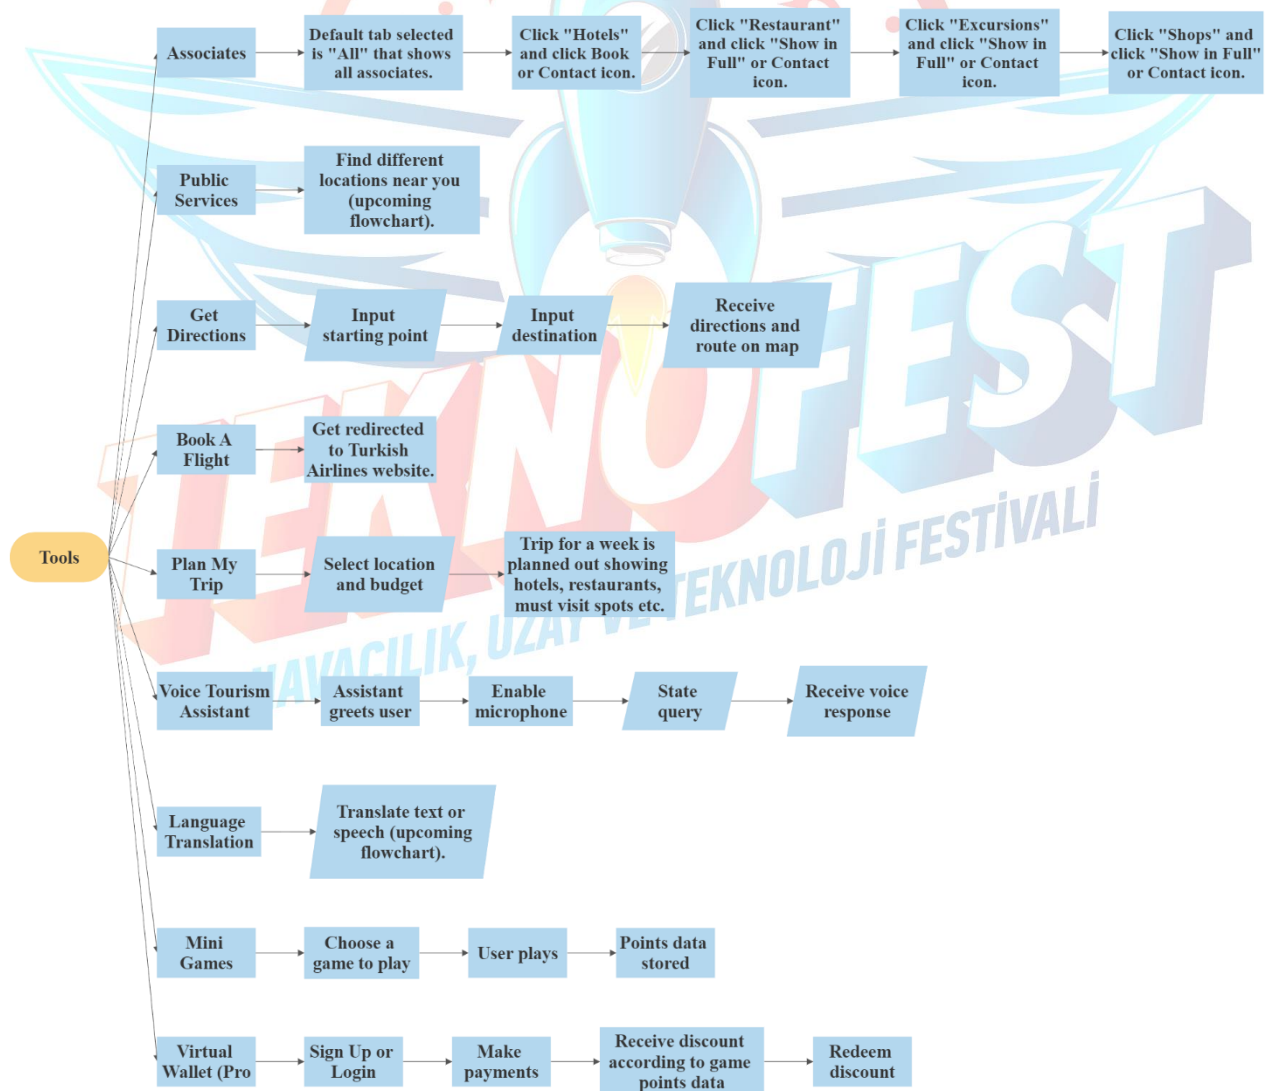 Associates
Default tab selected
is "All" that shows
all associates.
Click "Hotels"
and click Book
or Contact icon.
Click "Restaurant"
and click "Show in
Full" or Contact
icon.
Click "Excursions"
and click "Show in
Full" or Contact
icon.
Click "Shops" and
click "Show in Full"
or Contact icon.
Public
Services
Find different
locations near you
(upcoming
flowchart).
Get
Directions
Input
starting point
Input
destination
Receive
directions and
route on map
Book A
Flight
Get redirected
to Turkish
Airlines website.
Tools
Plan My
Trip
Select location
and budget
Trip for a week is
planned out showing
hotels, restaurants,
must visit spots etc.
Voice Tourism
Assistant
Assistant
greets user
Enable
microphone
State
query
Receive voice
response
Language
Translation
Translate text or
speech (upcoming
flowchart).
Mini
Games
Choose a
game to play
User plays
Points data
stored
Virtual
Wallet (Pro
Sign Up or
Login
Make
payments
Receive discount
according to game
points data
Redeem
discount
TEKNOFEST
HAVACILIK, UZAY VE TEKNOLOJİ FESTİVALİ